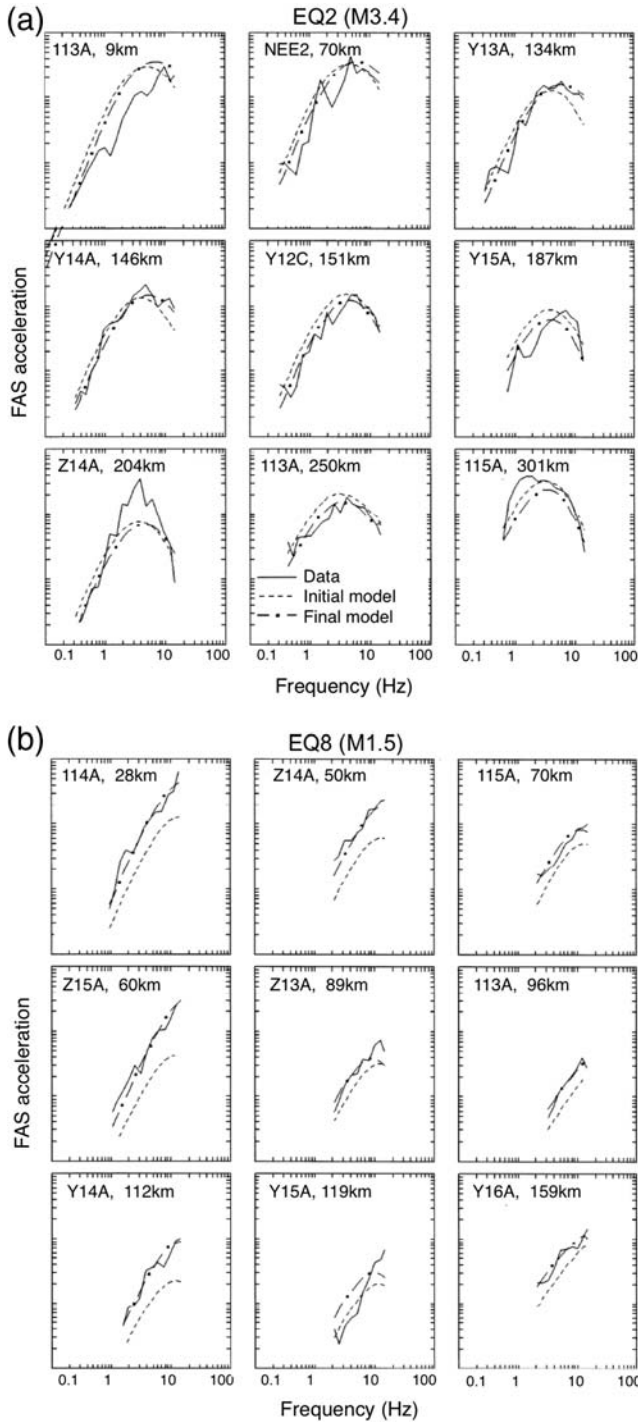 (a)
EQ2 (M3.4)
113A, 9km
NEE2, 70km
Y13A, 134km
Y14A, 146km
Y12C, 151km
Y15A, 187km
Z14A, 204km
113A, 250km
115A, 301km
Data
Initial model
Final model
FAS acceleration
0.1 1 10 100
0.1 1 10 100
0.1 1 10 100
Frequency (Hz)
(b)
EQ8 (M1.5)
114A, 28km
Z14A, 50km
115A, 70km
Z15A, 60km
Z13A, 89km
113A, 96km
Y14A, 112km
Y15A, 119km
Y16A, 159km
FAS acceleration
0.1 1 10 100
0.1 1 10 100
0.1 1 10 100
Frequency (Hz)